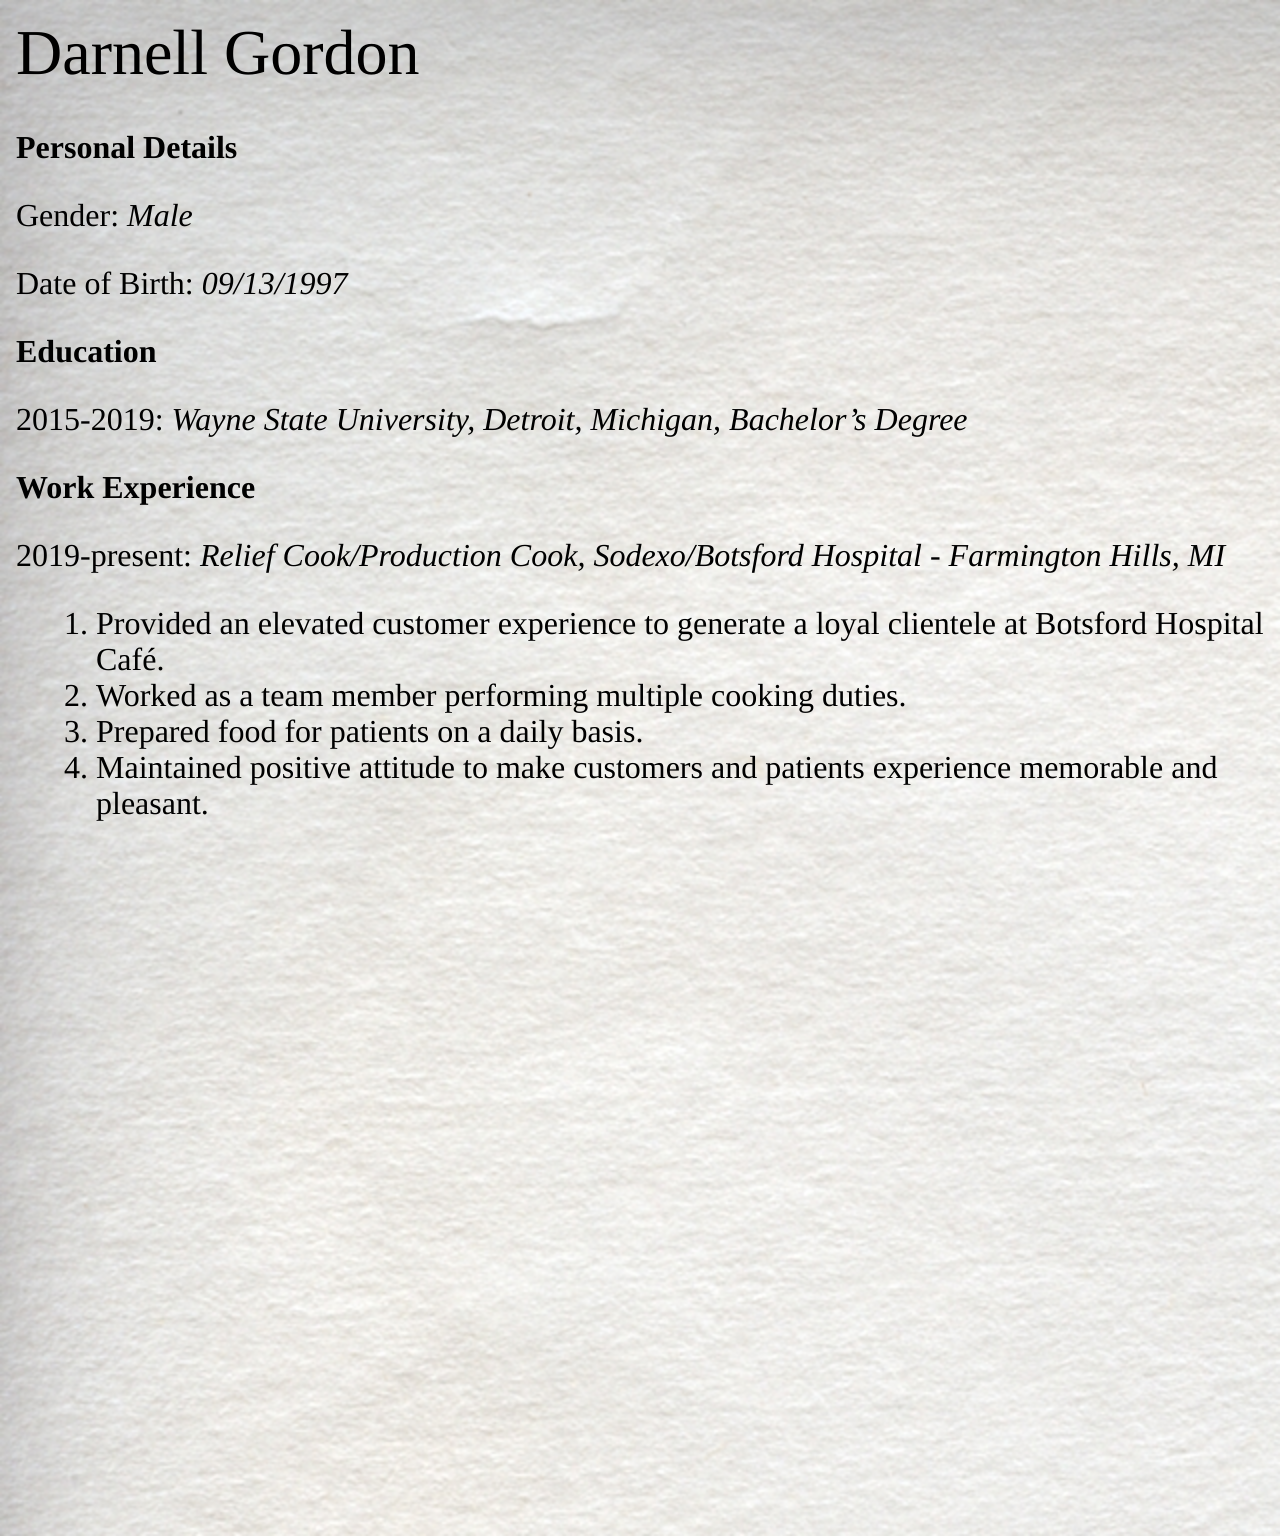 Darnell Gordon
Personal Details
Gender: Male
Date of Birth: 09/13/1997
Education
2015-2019: Wayne State University, Detroit, Michigan, Bachelor’s Degree
Work Experience
2019-present: Relief Cook/Production Cook, Sodexo/Botsford Hospital - Farmington Hills, MI
1. Provided an elevated customer experience to generate a loyal clientele at Botsford Hospital
Café.
2. Worked as a team member performing multiple cooking duties.
3. Prepared food for patients on a daily basis.
4. Maintained positive attitude to make customers and patients experience memorable and
pleasant.